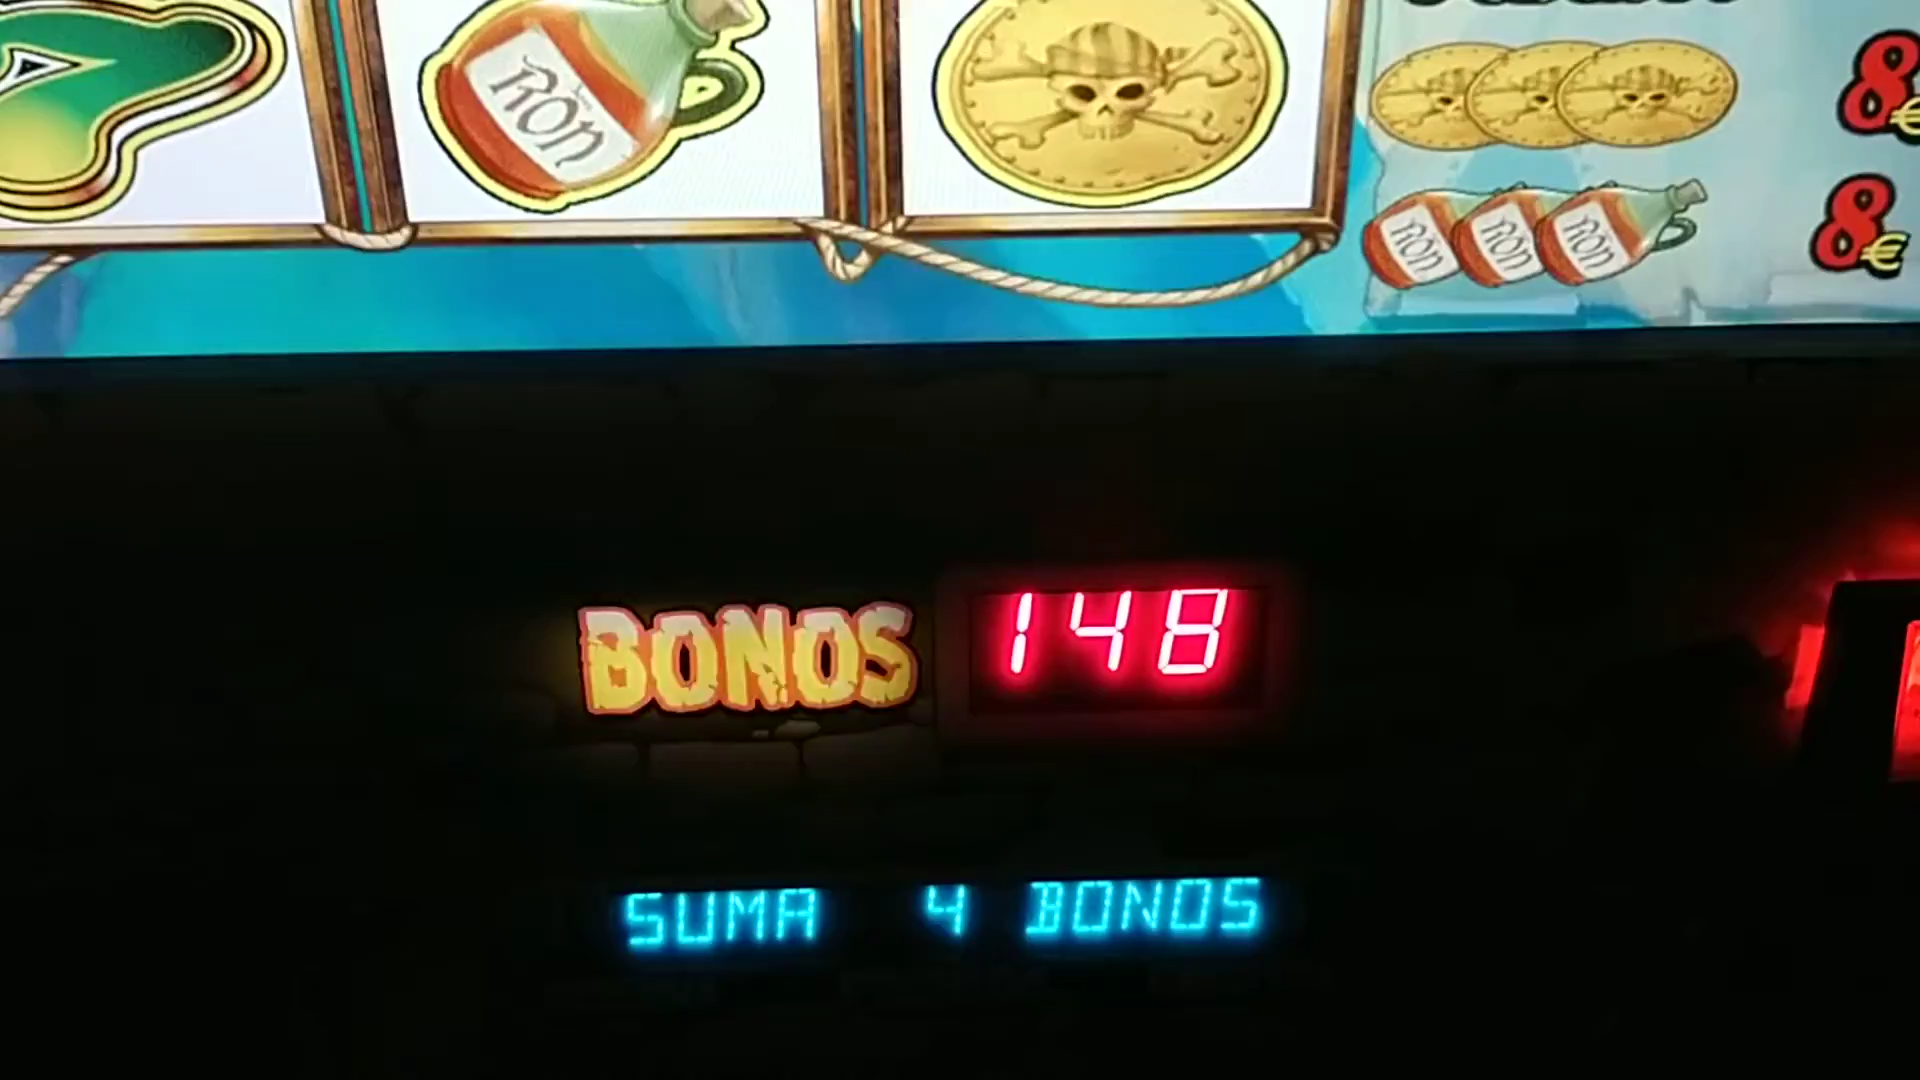 RON
8€
RON RON RON 8€
BONOS 148
SUMA 4 BONOS